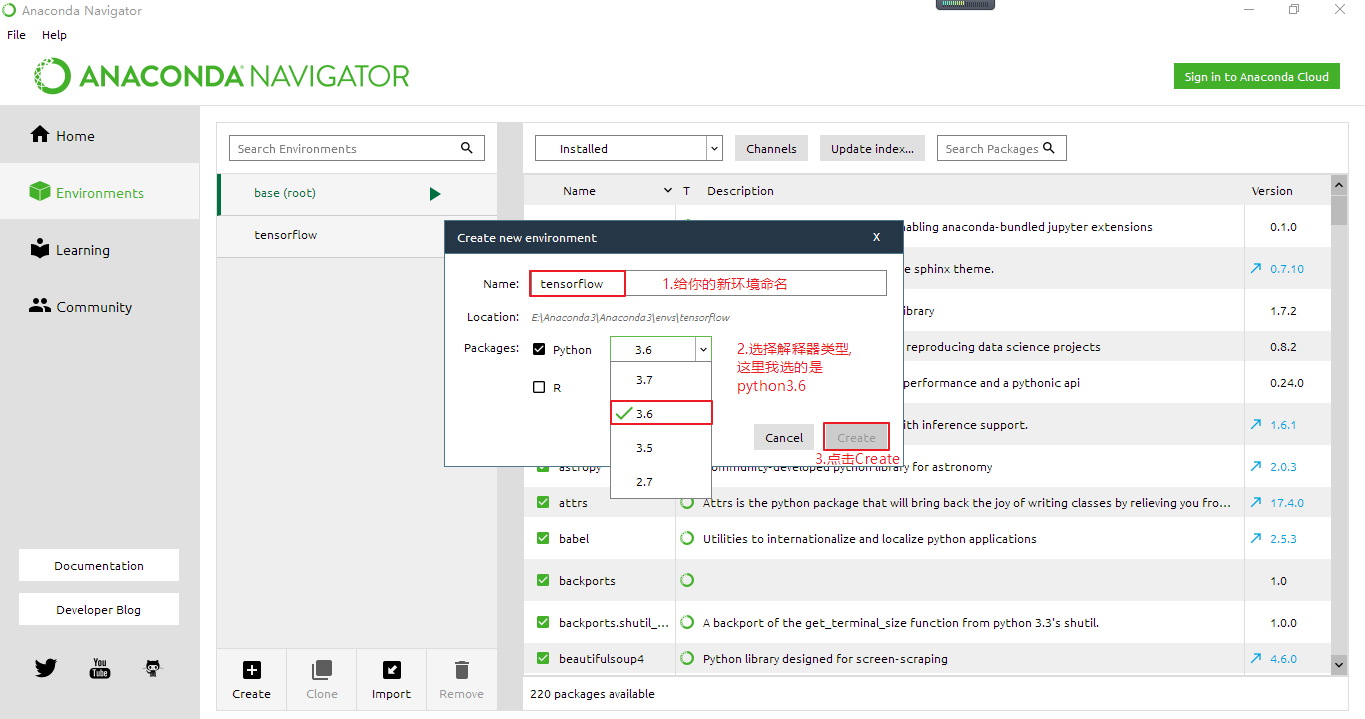 Anaconda Navigator
File Help
ANACONDA NAVIGATOR
Sign in to Anaconda Cloud
Home
Environments
Learning
Community
Documentation
Developer Blog
You Tube
Search Environments
base (root)
tensorflow
Create Clone Import Remove
Installed
Channels
Update index...
Search Packages
Name T Description Version
abling anaconda-bundled jupyter extensions 0.1.0
sphinx theme. 0.7.10
1.7.2
reproducing data science projects 0.8.2
performance and a pythonic api 0.24.0
inference support. 1.6.1
astropy ommunity-developed python library for astronomy 2.0.3
attrs Attrs is the python package that will bring back the joy of writing classes by relieving you fro... 17.4.0
babel Utilities to internationalize and localize python applications 2.5.3
backports 1.0
backports.shutil_... A backport of the get_terminal_size function from python 3.3's shutil. 1.0.0
beautifulsoup4 Python library designed for screen-scraping 4.6.0
220 packages available
Create new environment X
Name: tensorflow 1.给你的新环境命名
Location: E:\Anaconda3\Anaconda3\envs\tensorflow
Packages: Python 3.6
R
3.7
3.6
3.5
2.7
2.选择解释器类型,
这里我选的是
python3.6
Cancel Create
3.点击Create